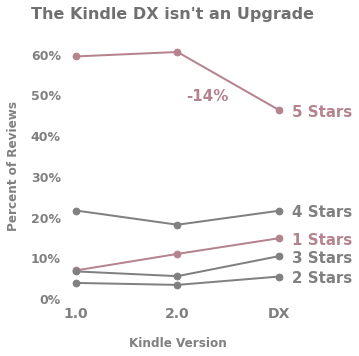 The Kindle DX isn't an Upgrade
60%
50%
40%
30%
20%
10%
0%
Percent of Reviews
-14%
5 Stars
4 Stars
1 Stars
3 Stars
2 Stars
1.0
2.0
DX
Kindle Version